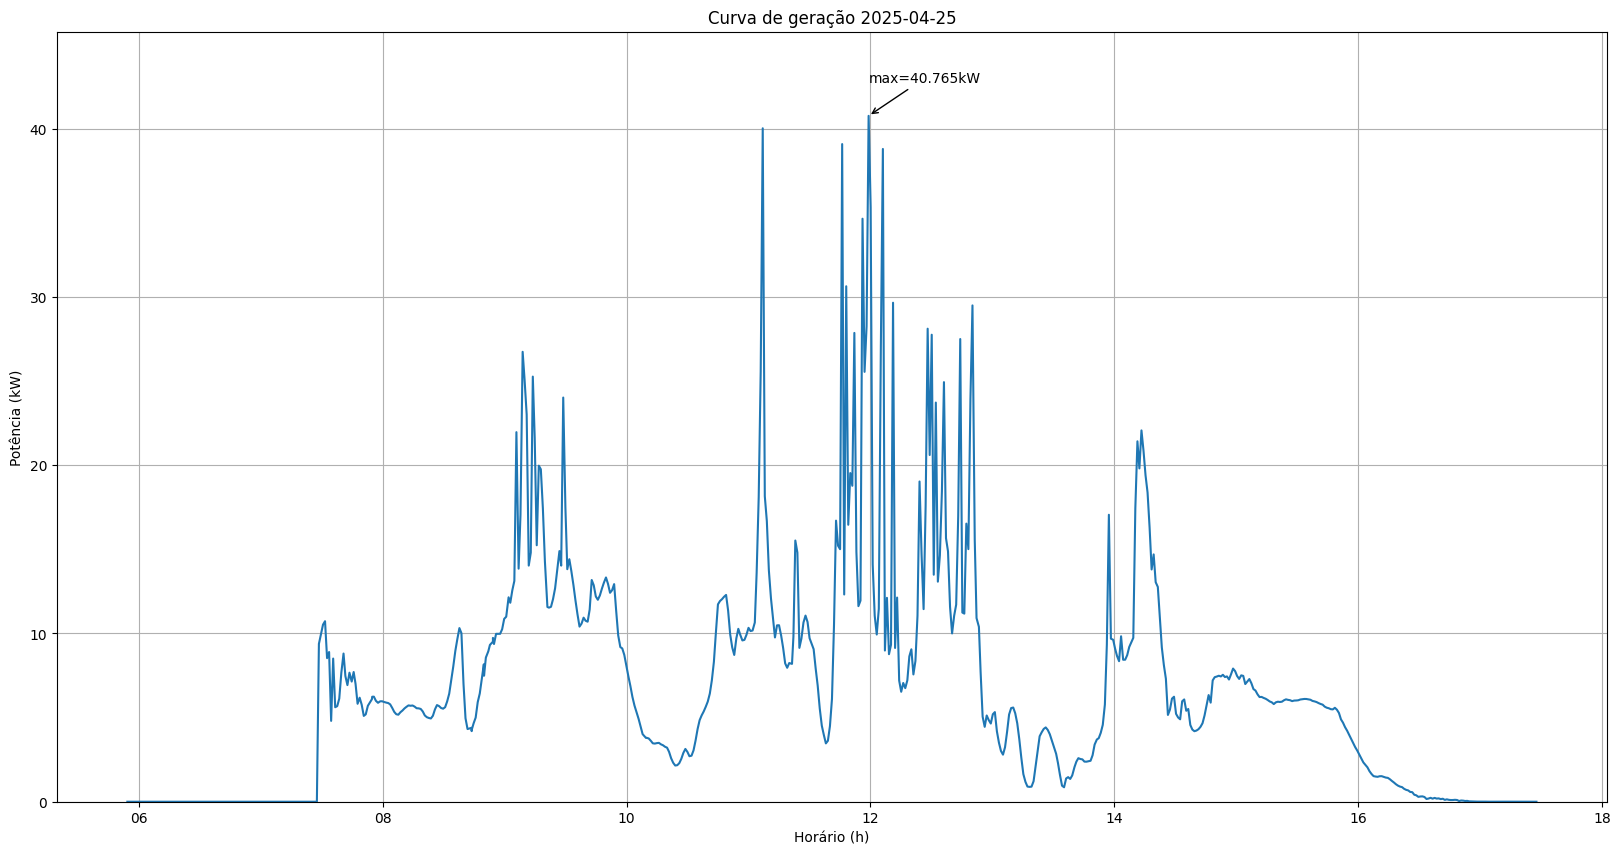 Curva de geração 2025-04-25
max=40.765kW
Potência (kW)
40
30
20
10
0
06 08 10 12 14 16 18
Horário (h)